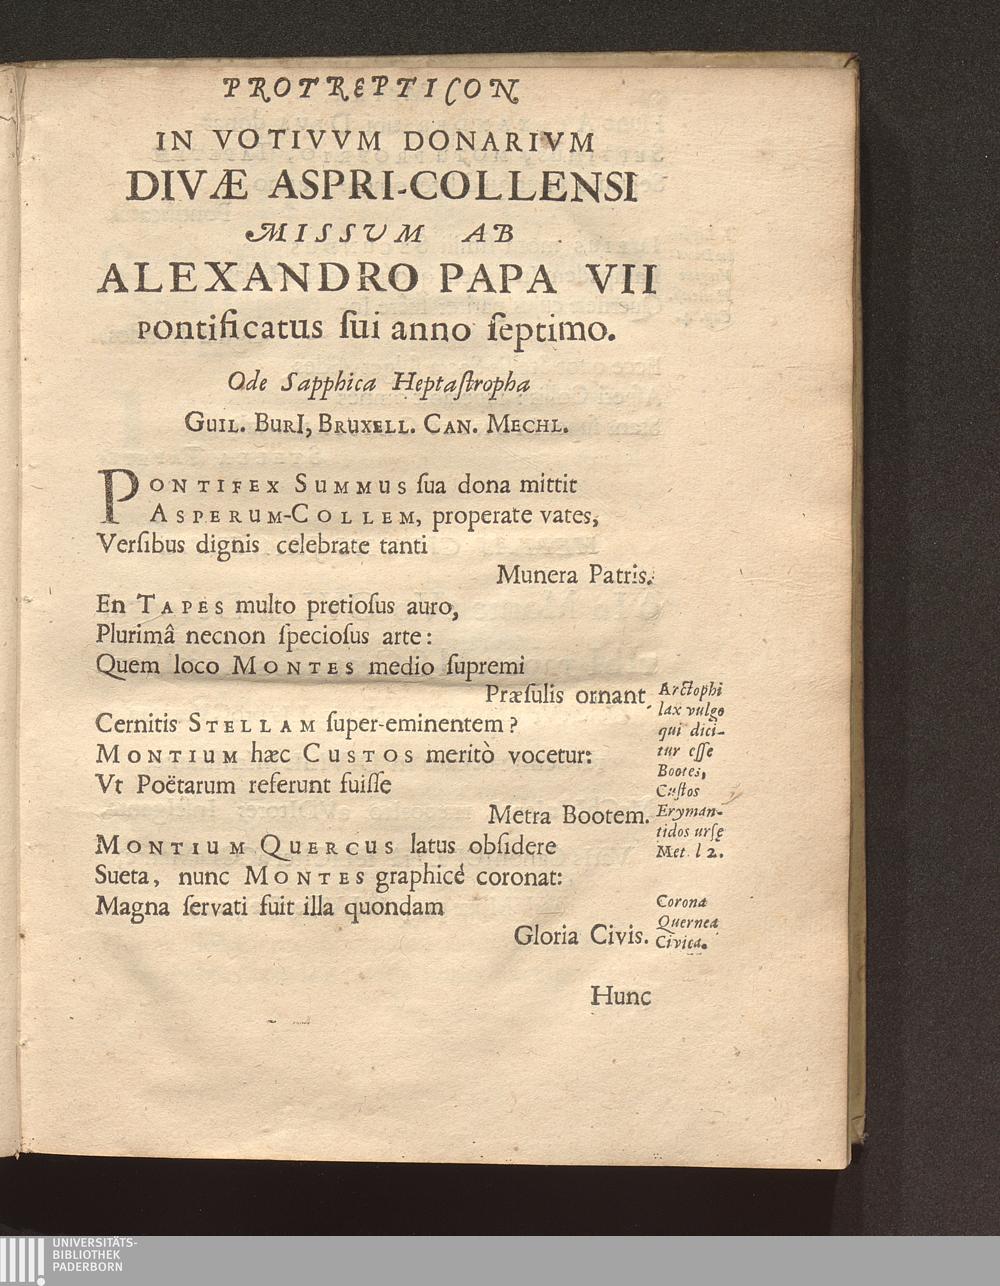 PROTREPTICON
IN VOTIVVM DONARIVM
DIVÆ ASPRI-COLLENSI
MISSVM AB
ALEXANDRO PAPA VII
Pontificatus ſui anno ſeptimo.
Ode Sapphica Heptaſtropha
GUIL. BURI, BRUXELL. CAN. MECHL.
PONTIFEX SUMMUS ſua dona mittit
ASPERUM-COLLEM, properate vates,
Verſibus dignis celebrate tanti
Munera Patris.
En TAPES multo pretioſus auro,
Plurimâ necnon ſpecioſus arte:
Quem loco MONTES medio ſupremi
Præſulis ornant.
Cernitis STELLAM ſuper-eminentem?
MONTIUM hæc CUSTOS meritò vocetur:
Vt Poëtarum referunt fuiſſe
Metra Bootem.
MONTIUM QUERCUS latus obſidere
Sueta, nunc MONTES graphicè coronat:
Magna ſervati fuit illa quondam
Gloria Civis.
Arctophi
lax vulgo
qui dici-
tur eſſe
Bootes,
Cuſtos
Eryman-
tidos urſę
Met. l 2.
Corona
Quernea
Civica.
Hunc
UNIVERSITÄTS-
BIBLIOTHEK
PADERBORN